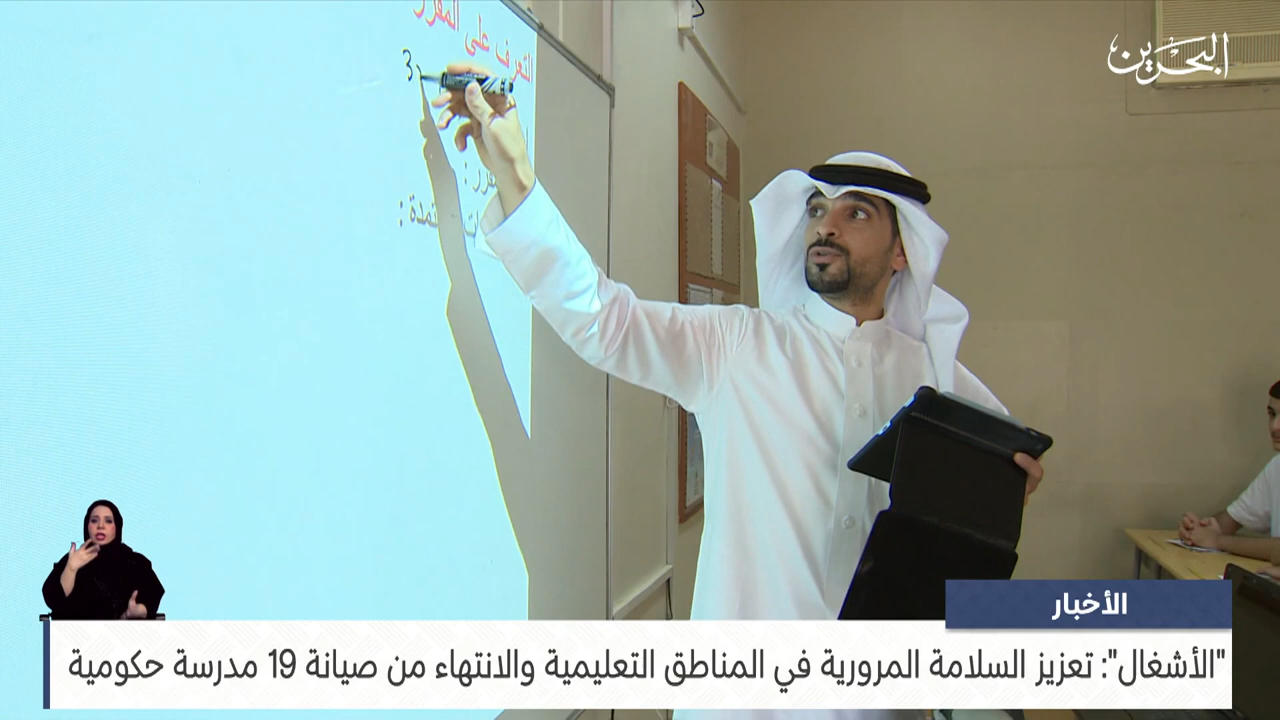 البحرين
التعرف على المقرر
3
: 
الأخبار
"الأشغال": تعزيز السلامة المرورية في المناطق التعليمية والانتهاء من صيانة 19 مدرسة حكومية